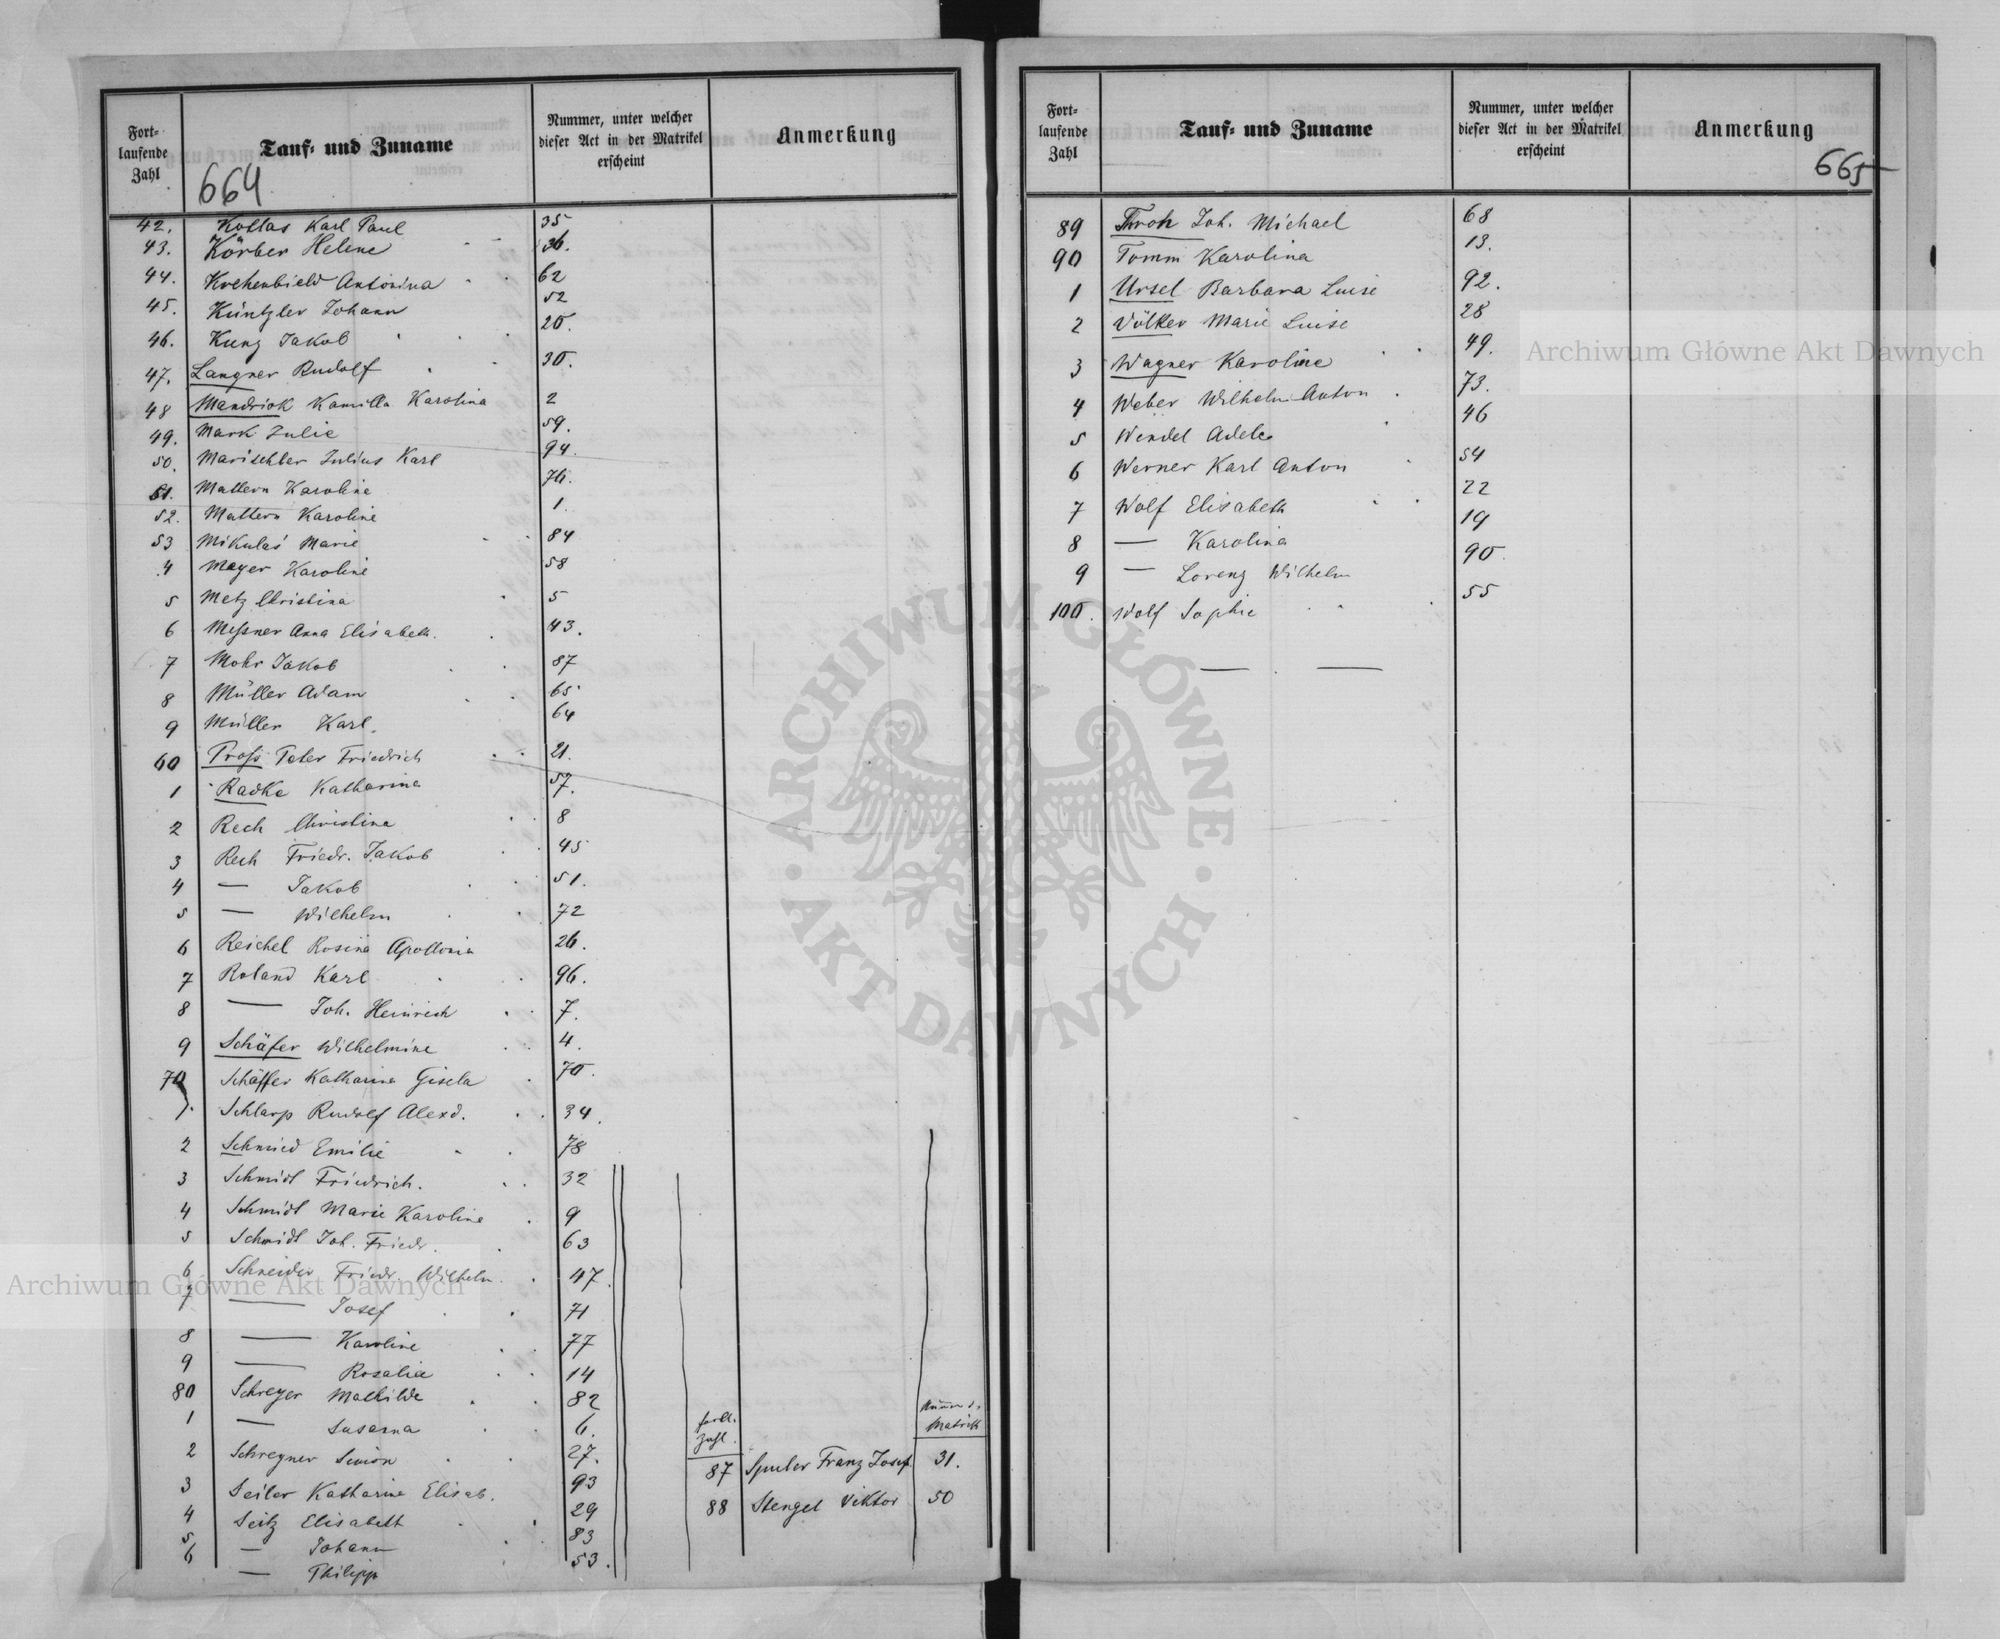 Fort-
laufende
Zahl
Tauf- und Zuname
Nummer, unter welcher
dieser Act in der Matrikel
erscheint
Anmerkung
664
42. Kottas Karl Paul 35
43. Körber Helene 36.
44. Krehenbield Antonina 62
45. Küntzler Johann 52
46. Kunz Jakob 20.
47. Langner Rudolf 30.
48 Mandriok Kamilla Karolina 2
49. Mark Julie 59.
50. Marischler Julius Karl 94.
51. Mattern Karoline 76.
52. Mattern Karoline 1.
53 Mikulaś Marie 84
4 Mayer Karoline 58
5 Metz Christina 5
6 Meßner Anna Elisabeth. 43.
7 Mohr Jakob 87
8 Müller Adam 65
9 Müller Karl. 64
60 Proß Peter Friedrich 21.
1 Radke Katharina 57.
2 Rech Christina 8
3 Rech Friedr. Jakob 45
4 — Jakob 51.
5 — Wilhelm 72
6 Reichel Rosina Apollonia 26.
7 Roland Karl 96.
8 — Joh. Heinrich 7.
9 Schäfer Wilhelmine 4.
70 Schäffer Katharina Gisela 70.
1. Schlarp Rudolf Alexd. 34.
2 Schmied Emilie 78
3 Schmidt Friedrich. 32
4 Schmidt Marie Karoline 9
5 Schmidt Joh. Friedr. 63
6 Schneider Friedr. Wilhelm. 47.
7 — Josef 71
8 — Karoline 77
9 — Rosalia 14
80 Schreyer Mathilde 82
1 — Susanna 6.
2 Schreyner Simon 27.
3 Seiler Katharine Elisab. 93
4 Seitz Elisabeth 29
5 — Johann 83
6 — Philipp 53.
fortl.
Zahl.
Matrik
87 Spuler Franz Josef 31.
88 Stengel Viktor 50
Fort-
laufende
Zahl
Tauf- und Zuname
Nummer, unter welcher
dieser Act in der Matrikel
erscheint
Anmerkung
665
89 Throh Joh. Michael 68
90 Tomm Karolina 13.
1 Ursel Barbara Luise 92.
2 Völker Marie Luise 28
3 Wagner Karoline 49.
4 Weber Wilhelm Anton 73.
5 Wendel Adele 46
6 Werner Karl Anton 54
7 Wolf Elisabeth 22
8 — Karolina 19
9 — Lorenz Wilhelm 90.
100. Wolf Sophie 55
Archiwum Główne Akt Dawnych
ARCHIWUM GŁÓWNE
AKT DAWNYCH
Archiwum Główne Akt Dawnych